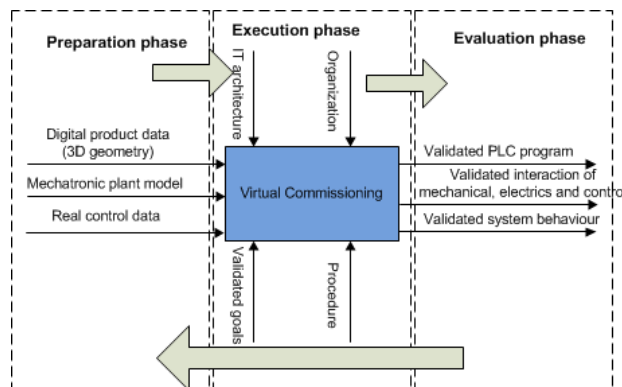 Preparation phase
Execution phase
Evaluation phase
IT architecture
Organization
Digital product data
(3D geometry)
Mechatronic plant model
Real control data
Virtual Commissioning
Validated PLC program
Validated interaction of
mechanical, electrics and control
Validated system behaviour
Validated goals
Procedure